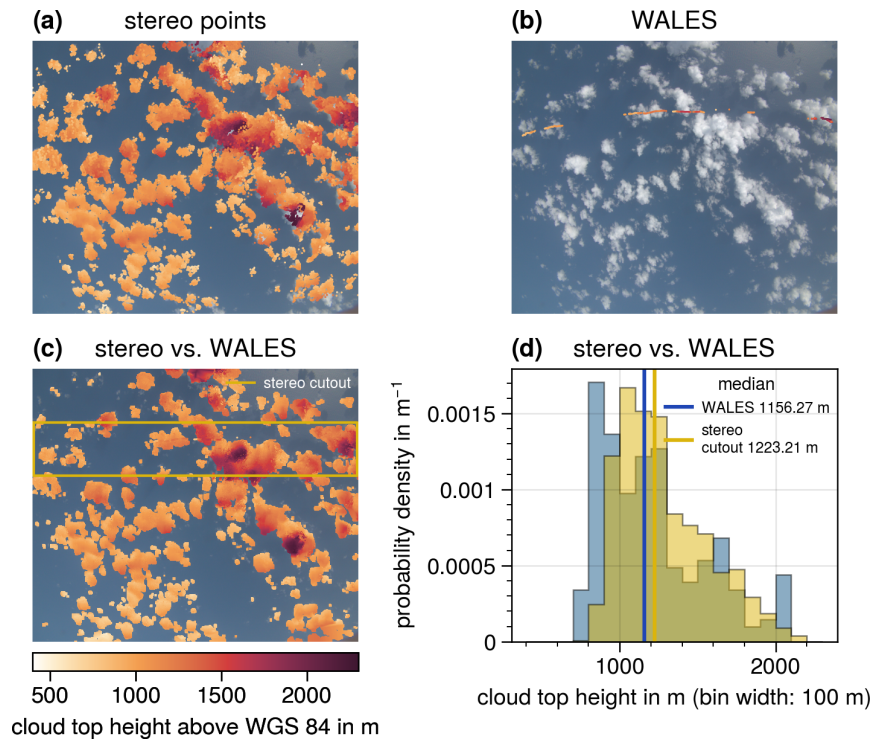 (a) stereo points
(b) WALES
(c) stereo vs. WALES
stereo cutout
500 1000 1500 2000
cloud top height above WGS 84 in m
(d) stereo vs. WALES
median
WALES 1156.27 m
stereo
cutout 1223.21 m
probability density in m⁻¹
0.0015
0.001
0.0005
0
1000 2000
cloud top height in m (bin width: 100 m)